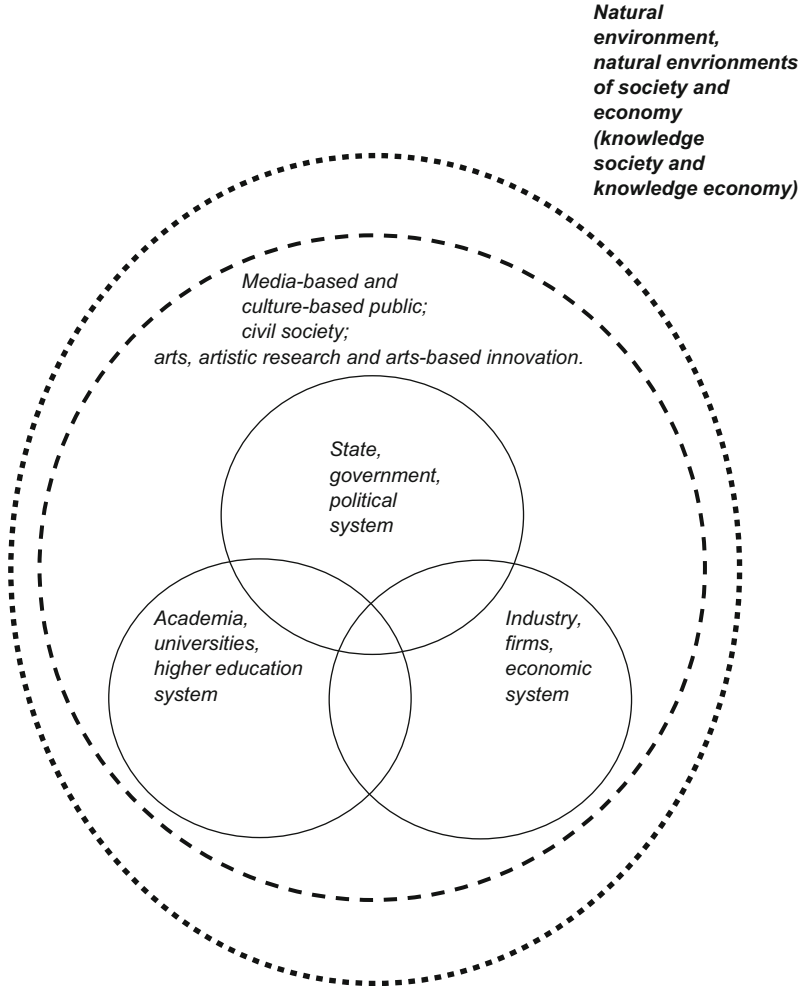 Natural
environment,
natural envrionments
of society and
economy
(knowledge
society and
knowledge economy)
Media-based and
culture-based public;
civil society;
arts, artistic research and arts-based innovation.
State,
government,
political
system
Academia,
universities,
higher education
system
Industry,
firms,
economic
system